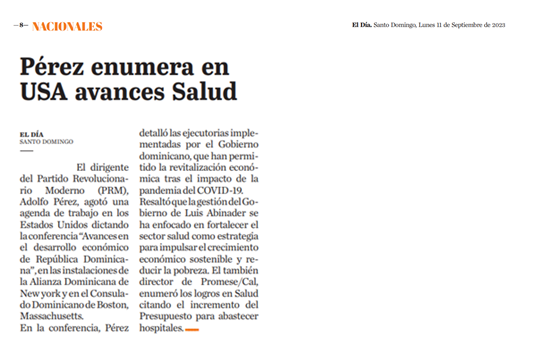 —8— NACIONALES
El Día. Santo Domingo, Lunes 11 de Septiembre de 2023
Pérez enumera en
USA avances Salud
EL DÍA
SANTO DOMINGO
El dirigente
del Partido Revoluciona-
rio Moderno (PRM),
Adolfo Pérez, agotó una
agenda de trabajo en los
Estados Unidos dictando
la conferencia “Avances en
el desarrollo económico
de República Dominica-
na”, en las instalaciones de
la Alianza Dominicana de
New york y en el Consula-
do Dominicano de Boston,
Massachusetts.
En la conferencia, Pérez
detalló las ejecutorias imple-
mentadas por el Gobierno
dominicano, que han permi-
tido la revitalización econó-
mica tras el impacto de la
pandemia del COVID-19.
Resaltó que la gestión del Go-
bierno de Luis Abinader se
ha enfocado en fortalecer el
sector salud como estrategia
para impulsar el crecimiento
económico sostenible y re-
ducir la pobreza. El también
director de Promese/Cal,
enumeró los logros en Salud
citando el incremento del
Presupuesto para abastecer
hospitales.